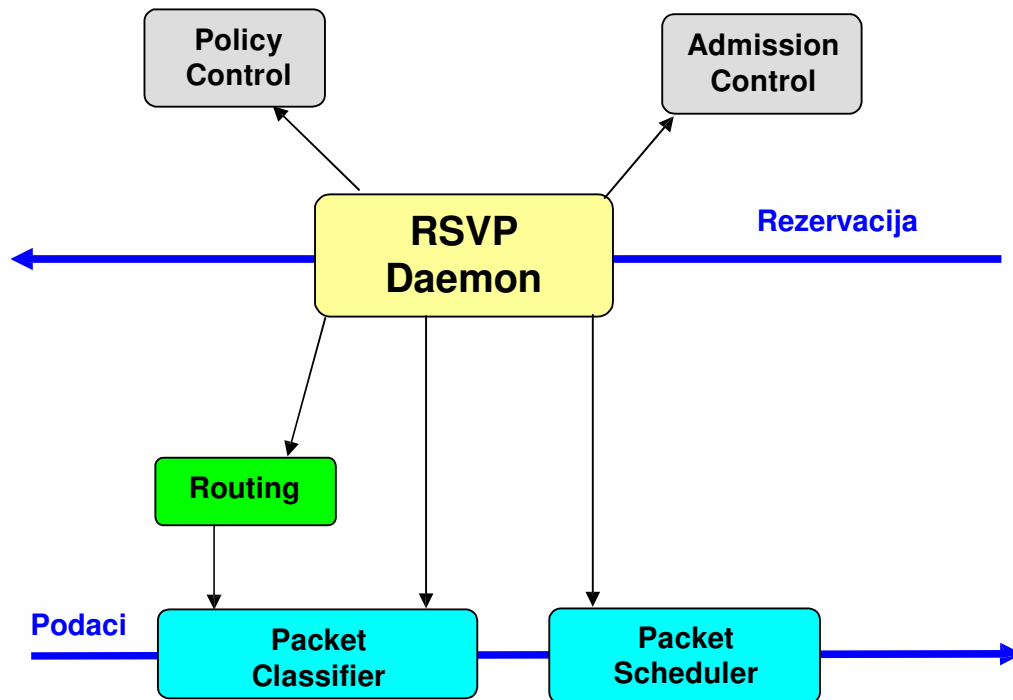 Policy
Control
Admission
Control
RSVP
Daemon
Rezervacija
Routing
Podaci
Packet
Classifier
Packet
Scheduler